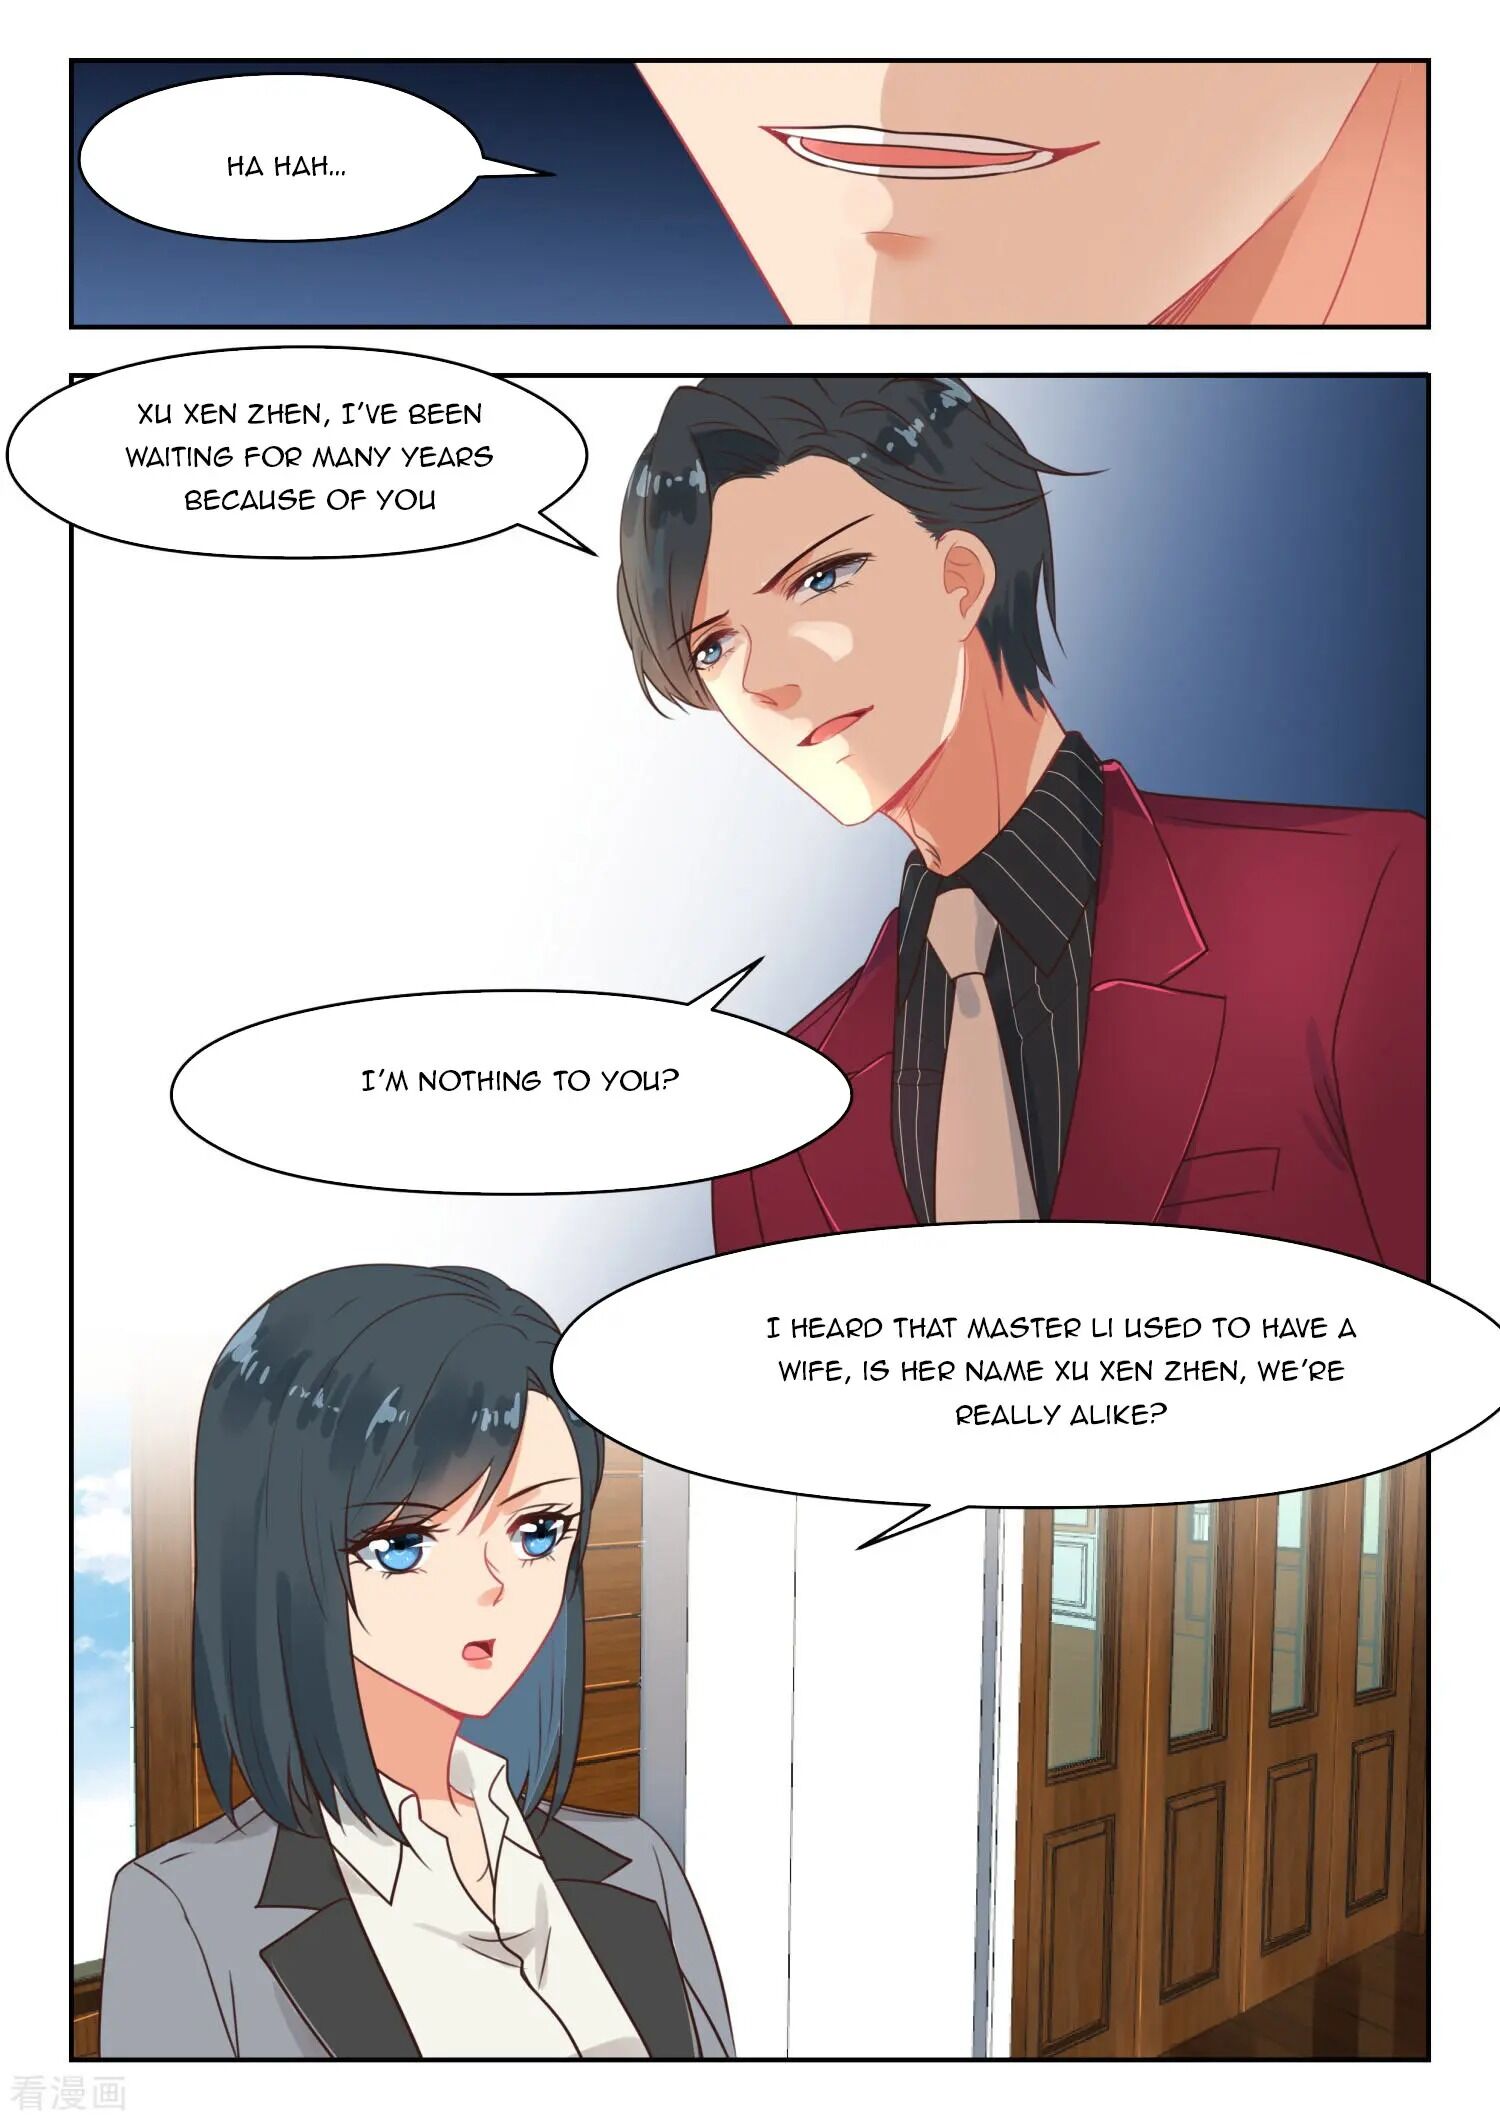 HA HAH...
XU XEN ZHEN, I'VE BEEN
WAITING FOR MANY YEARS
BECAUSE OF YOU
I'M NOTHING TO YOU?
I HEARD THAT MASTER LI USED TO HAVE A
WIFE, IS HER NAME XU XEN ZHEN, WE'RE
REALLY ALIKE?
看漫画